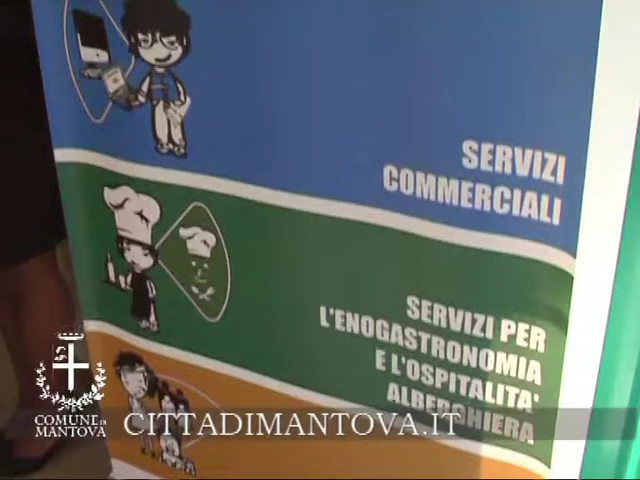 SERVIZI
COMMERCIALI
SERVIZI PER
L'ENOGASTRONOMIA
E L'OSPITALITA'
ALBERGHIERA
COMUNE DI
MANTOVA
CITTADIMANTOVA.IT